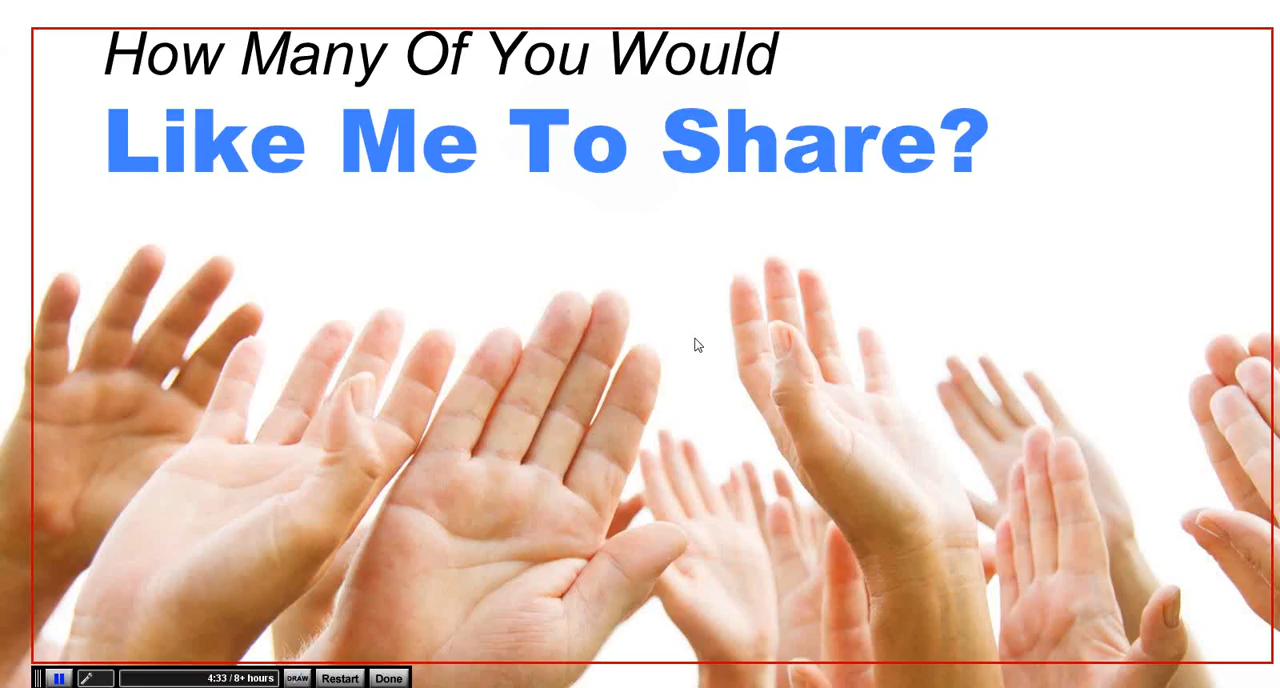 How Many Of You Would
Like Me To Share?
4:33 / 8+ hours
DRAW
Restart
Done